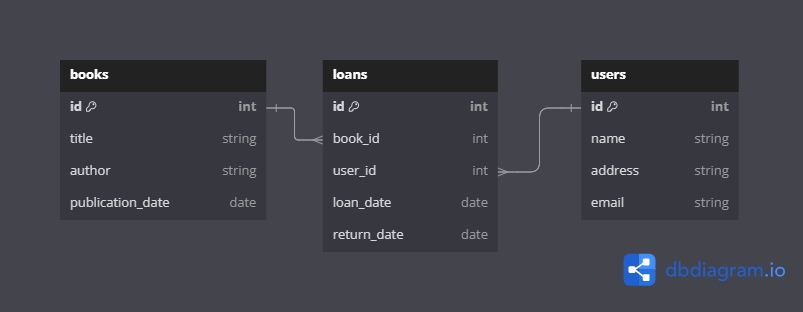 books
id int
title string
author string
publication_date date
loans
id int
book_id int
user_id int
loan_date date
return_date date
users
id int
name string
address string
email string
dbdiagram.io